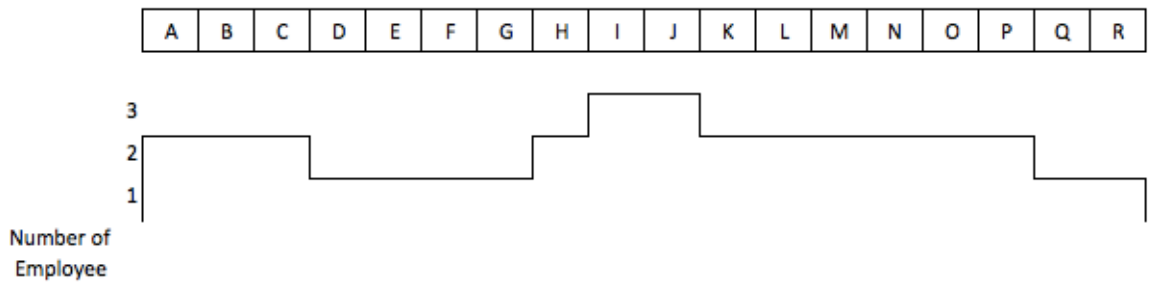 A B C D E F G H I J K L M N O P Q R
3
2
1
Number of
Employee